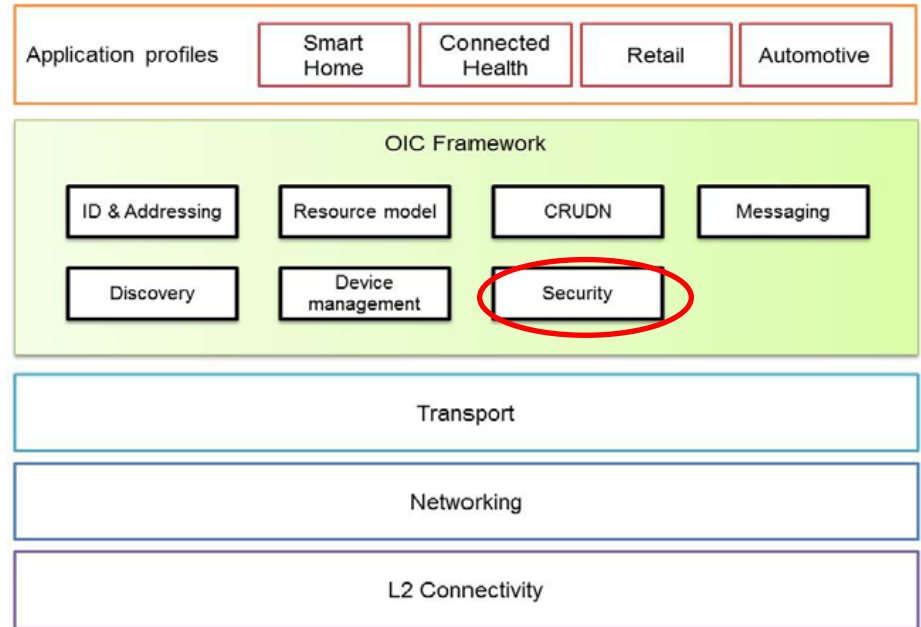 Application profiles
Smart
Home
Connected
Health
Retail
Automotive
OIC Framework
ID & Addressing
Resource model
CRUDN
Messaging
Discovery
Device
management
Security
Transport
Networking
L2 Connectivity